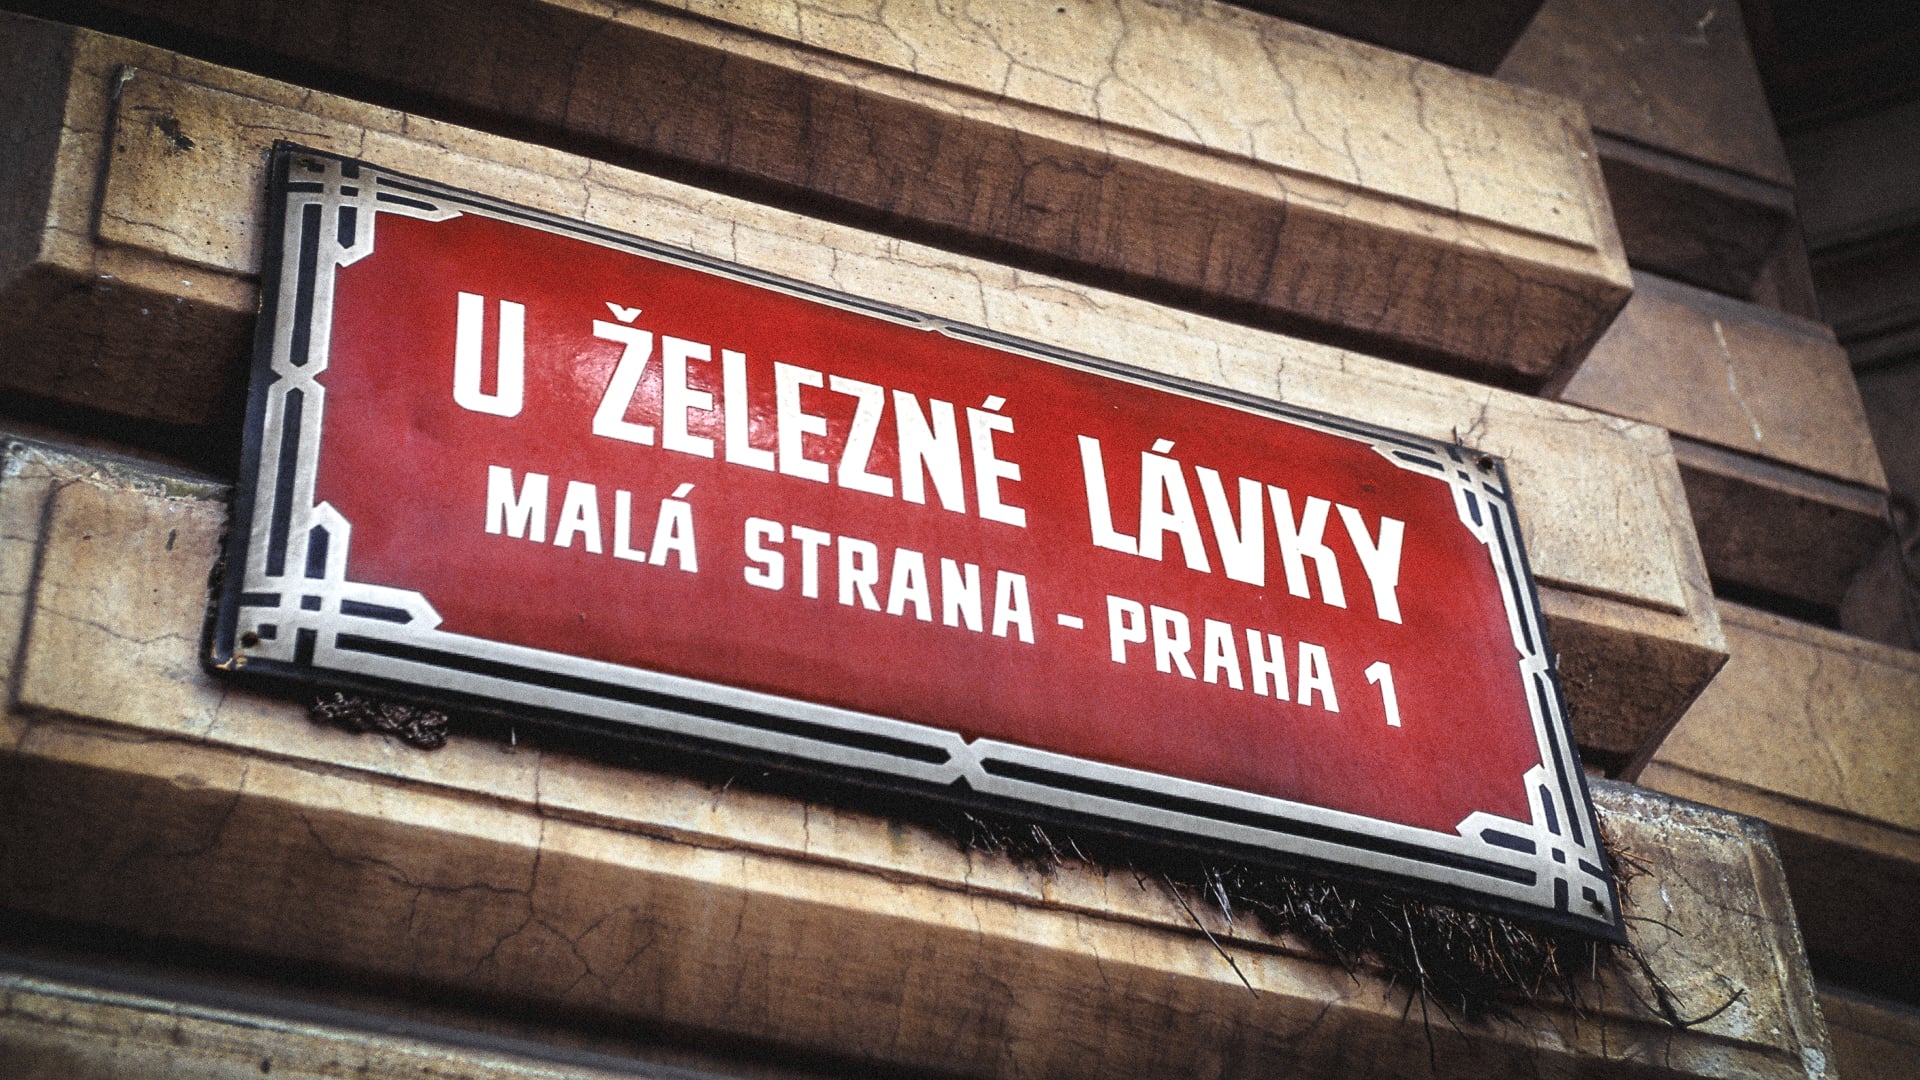 U ŽELEZNÉ LÁVKY
MALÁ STRANA - PRAHA 1